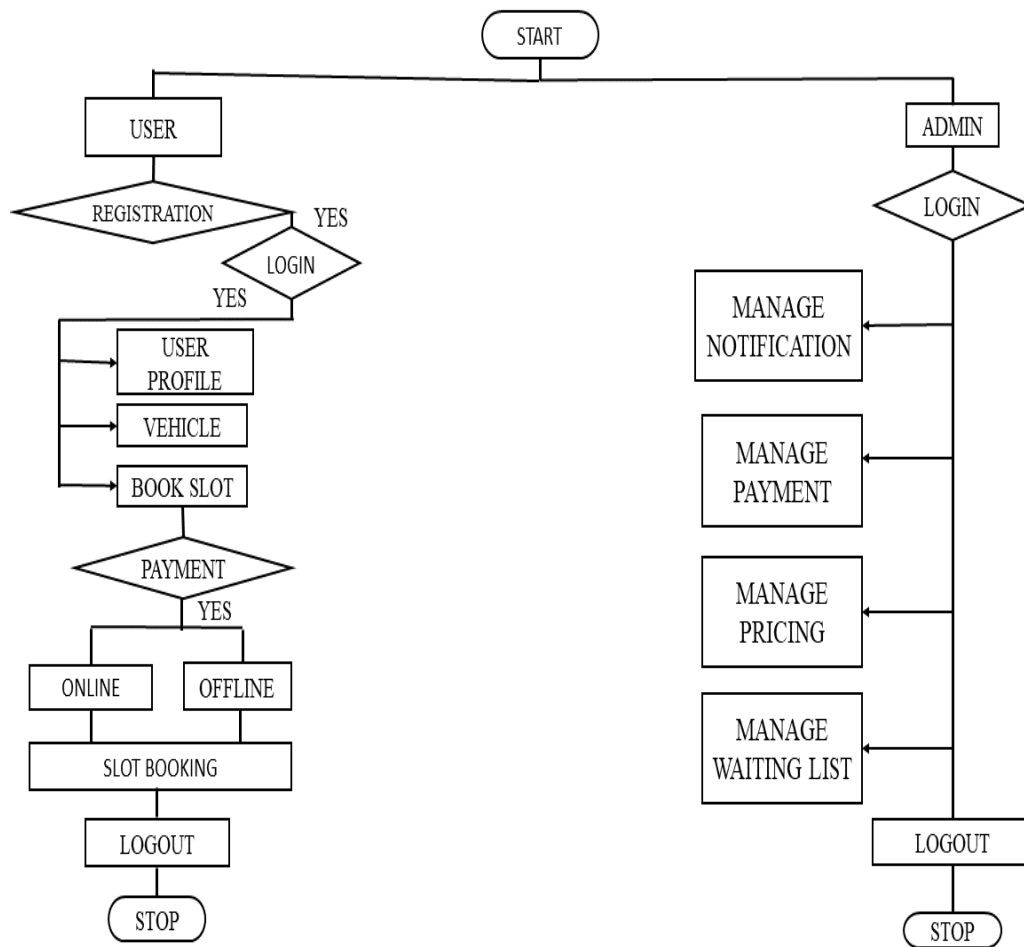 START
USER
REGISTRATION
YES
LOGIN
YES
USER
PROFILE
VEHICLE
BOOK SLOT
PAYMENT
YES
ONLINE
OFFLINE
SLOT BOOKING
LOGOUT
STOP
ADMIN
LOGIN
MANAGE
NOTIFICATION
MANAGE
PAYMENT
MANAGE
PRICING
MANAGE
WAITING LIST
LOGOUT
STOP